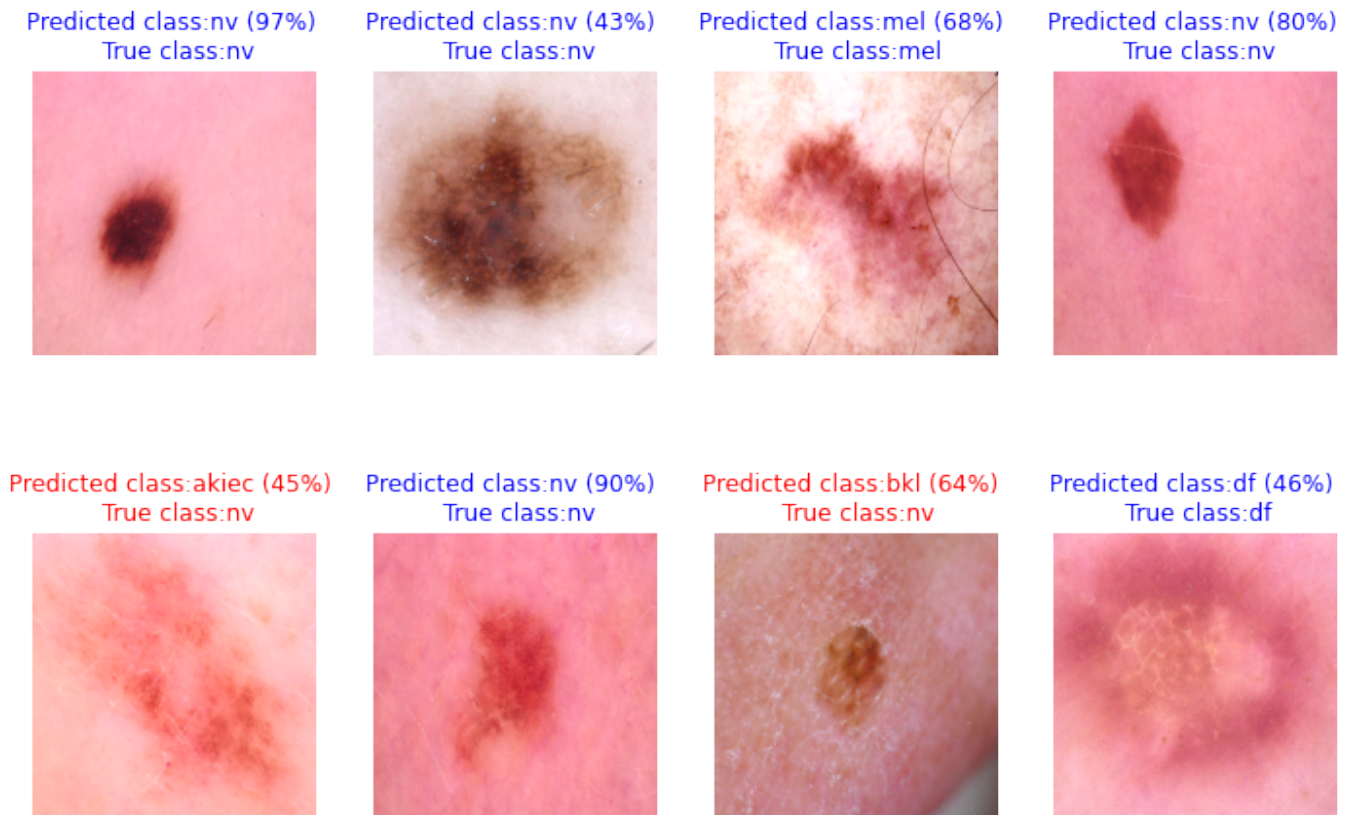 Predicted class:nv (97%)
True class:nv
Predicted class:nv (43%)
True class:nv
Predicted class:mel (68%)
True class:mel
Predicted class:nv (80%)
True class:nv
Predicted class:akiec (45%)
True class:nv
Predicted class:nv (90%)
True class:nv
Predicted class:bkl (64%)
True class:nv
Predicted class:df (46%)
True class:df